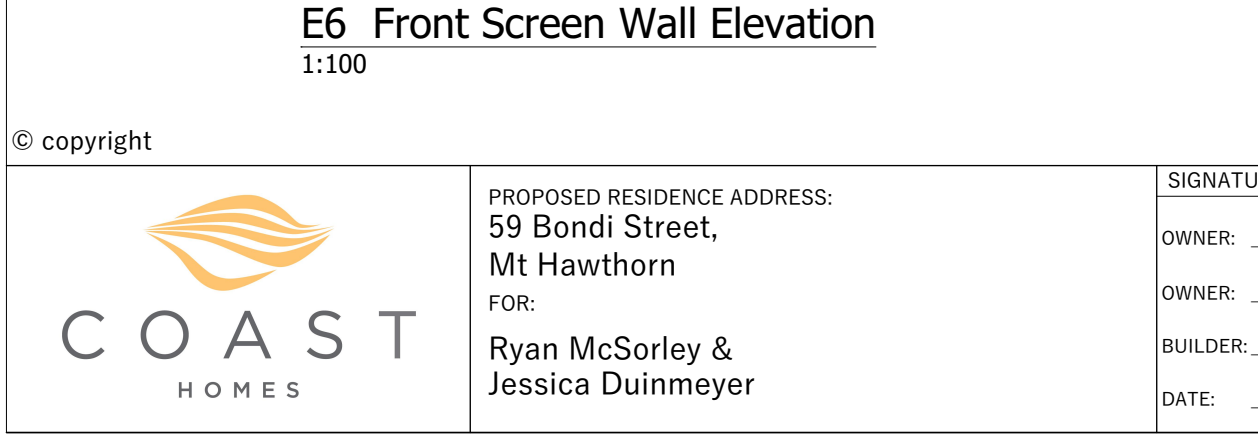 E6 Front Screen Wall Elevation
1:100
© copyright
COAST
HOMES
PROPOSED RESIDENCE ADDRESS:
59 Bondi Street,
Mt Hawthorn
FOR:
Ryan McSorley &
Jessica Duinmeyer
SIGNATU
OWNER: _
OWNER: _
BUILDER:_
DATE: _